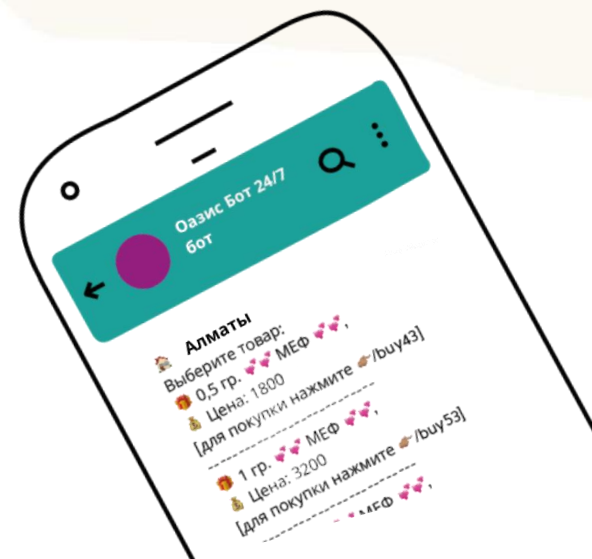 Оазис Бот 24/7
бот
🏠 Алматы
Выберите товар:
🎁 0,5 гр. 💕💕 МЕФ 💕💕,
💰 Цена: 1800
[для покупки нажмите 👉🏽/buy43]
--------------------------------
🎁 1 гр. 💕💕 МЕФ 💕💕,
💰 Цена: 3200
[для покупки нажмите 👉🏽/buy53]
--------------------------------
💕 МЕФ 💕💕,